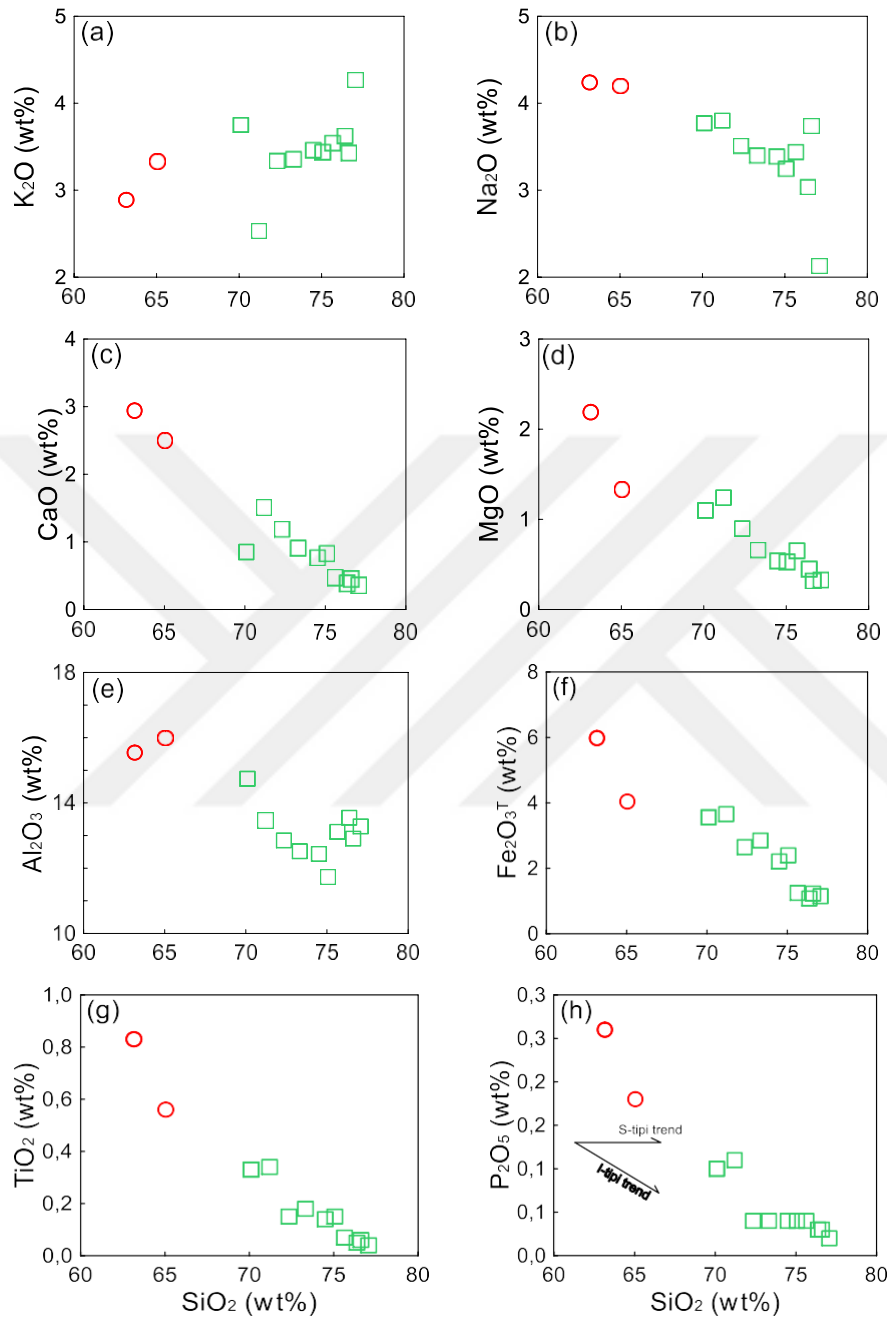 (a)
K₂O (wt%)
5
4
3
2
60 65 70 75 80
(b)
Na₂O (wt%)
5
4
3
2
60 65 70 75 80
(c)
CaO (wt%)
4
3
2
1
0
60 65 70 75 80
(d)
MgO (wt%)
3
2
1
0
60 65 70 75 80
(e)
Al₂O₃ (wt%)
18
14
10
60 65 70 75 80
(f)
Fe₂O₃ᵀ (wt%)
8
6
4
2
0
60 65 70 75 80
(g)
TiO₂ (wt%)
1,0
0,8
0,6
0,4
0,2
0,0
60 65 70 75 80
SiO₂ (wt%)
(h)
P₂O₅ (wt%)
0,3
0,3
0,2
0,2
0,1
0,1
0,0
S-tipi trend
I-tipi trend
60 65 70 75 80
SiO₂ (wt%)